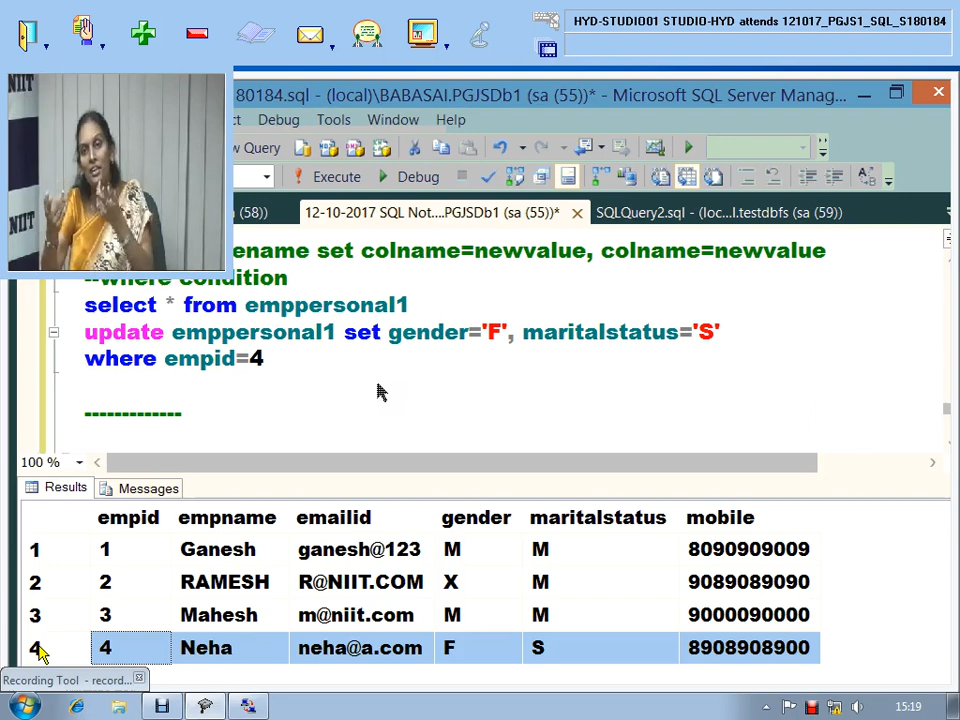 HYD-STUDIO01 STUDIO-HYD attends 121017_PGJS1_SQL_S180184
NIIT
NIIT
80184.sql - (local)\BABASAI.PGJSDb1 (sa (55))* - Microsoft SQL Server Manag...
ct Debug Tools Window Help
w Query
Execute Debug
(58)) 12-10-2017 SQL Not....PGJSDb1 (sa (55))* SQLQuery2.sql - (loc...l.testdbfs (sa (59))
ename set colname=newvalue, colname=newvalue
--where condition
select * from emppersonal1
update emppersonal1 set gender='F', maritalstatus='S'
where empid=4
-------------
100 %
Results Messages
empid empname emailid gender maritalstatus mobile
1 1 Ganesh ganesh@123 M M 8090909009
2 2 RAMESH R@NIIT.COM X M 9089089090
3 3 Mahesh m@niit.com M M 9000090000
4 4 Neha neha@a.com F S 8908908900
Recording Tool - record...
15:19